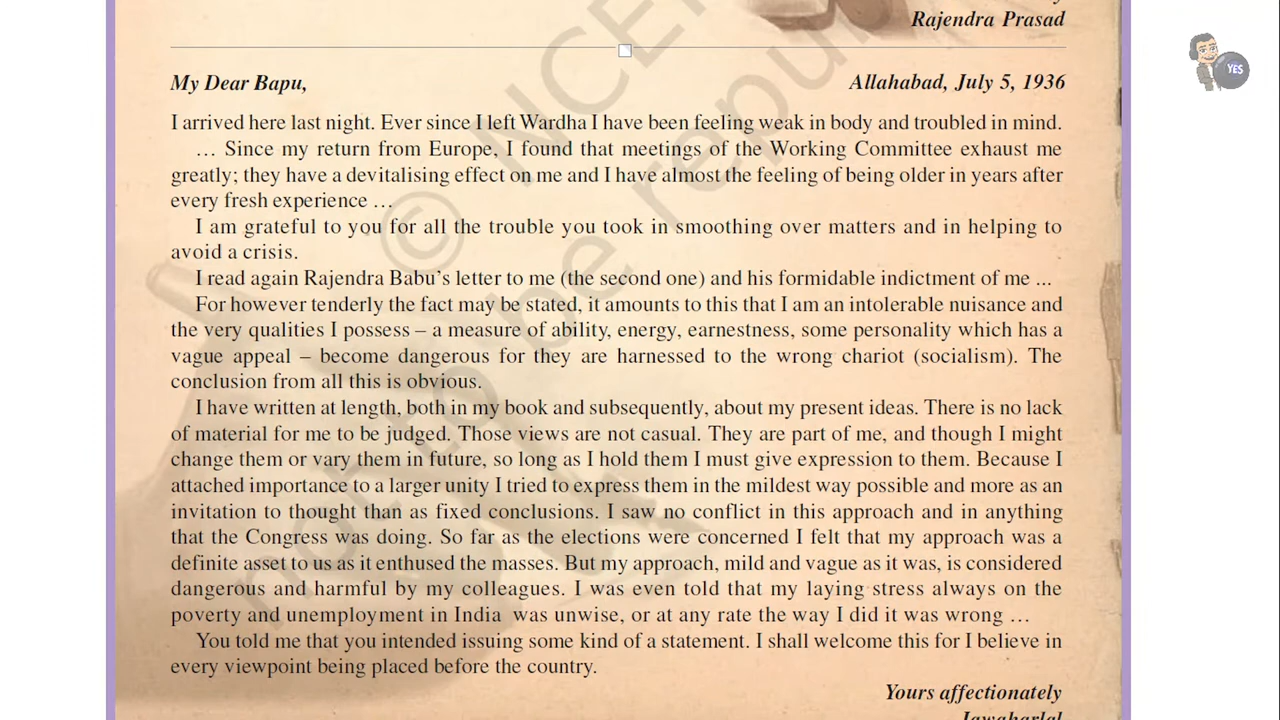 Rajendra Prasad
YES
My Dear Bapu,
Allahabad, July 5, 1936
I arrived here last night. Ever since I left Wardha I have been feeling weak in body and troubled in mind.
… Since my return from Europe, I found that meetings of the Working Committee exhaust me
greatly; they have a devitalising effect on me and I have almost the feeling of being older in years after
every fresh experience …
I am grateful to you for all the trouble you took in smoothing over matters and in helping to
avoid a crisis.
I read again Rajendra Babu's letter to me (the second one) and his formidable indictment of me ...
For however tenderly the fact may be stated, it amounts to this that I am an intolerable nuisance and
the very qualities I possess – a measure of ability, energy, earnestness, some personality which has a
vague appeal – become dangerous for they are harnessed to the wrong chariot (socialism). The
conclusion from all this is obvious.
I have written at length, both in my book and subsequently, about my present ideas. There is no lack
of material for me to be judged. Those views are not casual. They are part of me, and though I might
change them or vary them in future, so long as I hold them I must give expression to them. Because I
attached importance to a larger unity I tried to express them in the mildest way possible and more as an
invitation to thought than as fixed conclusions. I saw no conflict in this approach and in anything
that the Congress was doing. So far as the elections were concerned I felt that my approach was a
definite asset to us as it enthused the masses. But my approach, mild and vague as it was, is considered
dangerous and harmful by my colleagues. I was even told that my laying stress always on the
poverty and unemployment in India was unwise, or at any rate the way I did it was wrong …
You told me that you intended issuing some kind of a statement. I shall welcome this for I believe in
every viewpoint being placed before the country.
Yours affectionately
Jawaharlal
© NCE
not to be repu